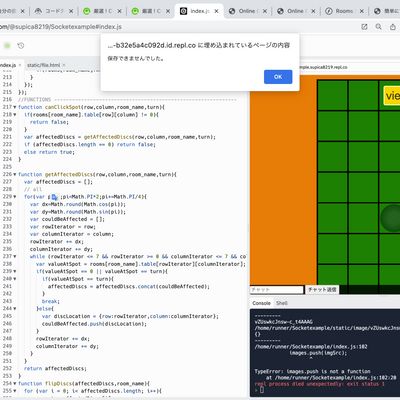 自分の
コードク
厳選！C
厳選！C
index.js
Online (
Online (
Rooms
Online (
簡単に
/@supica8219/Socketexample#index.js
...-b32e5a4c092d.id.repl.co に埋め込まれているページの内容
保存できませんでした。
OK
index.js
static/file.html
mple.supica8219.repl.co
213
214
215 });
216 //FUNCTIONS
217 function canClickSpot(row,column,room_name,turn){
218 if(rooms[room_name].table[row][column] != 0){
219 return false;
220 }
221 var affectedDiscs = getAffectedDiscs(row,column,room_name,turn);
222 if (affectedDiscs.length == 0) return false;
223 else return true;
224 }
225
226 function getAffectedDiscs(row,column,room_name,turn){
227 var affectedDiscs = [];
228 // all
229 for(var ;pi<Math.PI*2;pi+=Math.PI/4){
230 var dx=Math.round(Math.cos(pi));
231 var dy=Math.round(Math.sin(pi));
232 var couldBeAffected = [];
233 var rowIterator = row;
234 var columnIterator = column;
235 rowIterator += dx;
236 columnIterator += dy;
237 while (rowIterator <= 7 && rowIterator >= 0 && columnIterator <= 7 && co
238 var valueAtSpot = rooms[room_name].table[rowIterator][columnIterator];
239 if(valueAtSpot == 0 || valueAtSpot == turn){
240 if(valueAtSpot == turn){
241 affectedDiscs = affectedDiscs.concat(couldBeAffected);
242 }
243 break;
244 }else{
245 var discLocation = {row:rowIterator,column:columnIterator};
246 couldBeAffected.push(discLocation);
247 }
248 rowIterator += dx;
249 columnIterator += dy;
250 }
251 }
252 return affectedDiscs;
253 }
254 function flipDiscs(affectedDiscs,room_name){
255 for (var i = 0; i< affectedDiscs.length; i++){
vie
チャット
チャット送信
Console
Shell
---------
vZUswkcJnsw-c_t4AAAG
/home/runner/Socketexample/static/image/vZUswkcJns
{}
---------
/home/runner/Socketexample/index.js:102
images.push(imgSrc);
^
TypeError: images.push is not a function
at /home/runner/Socketexample/index.js:102:20
repl process died unexpectedly: exit status 1